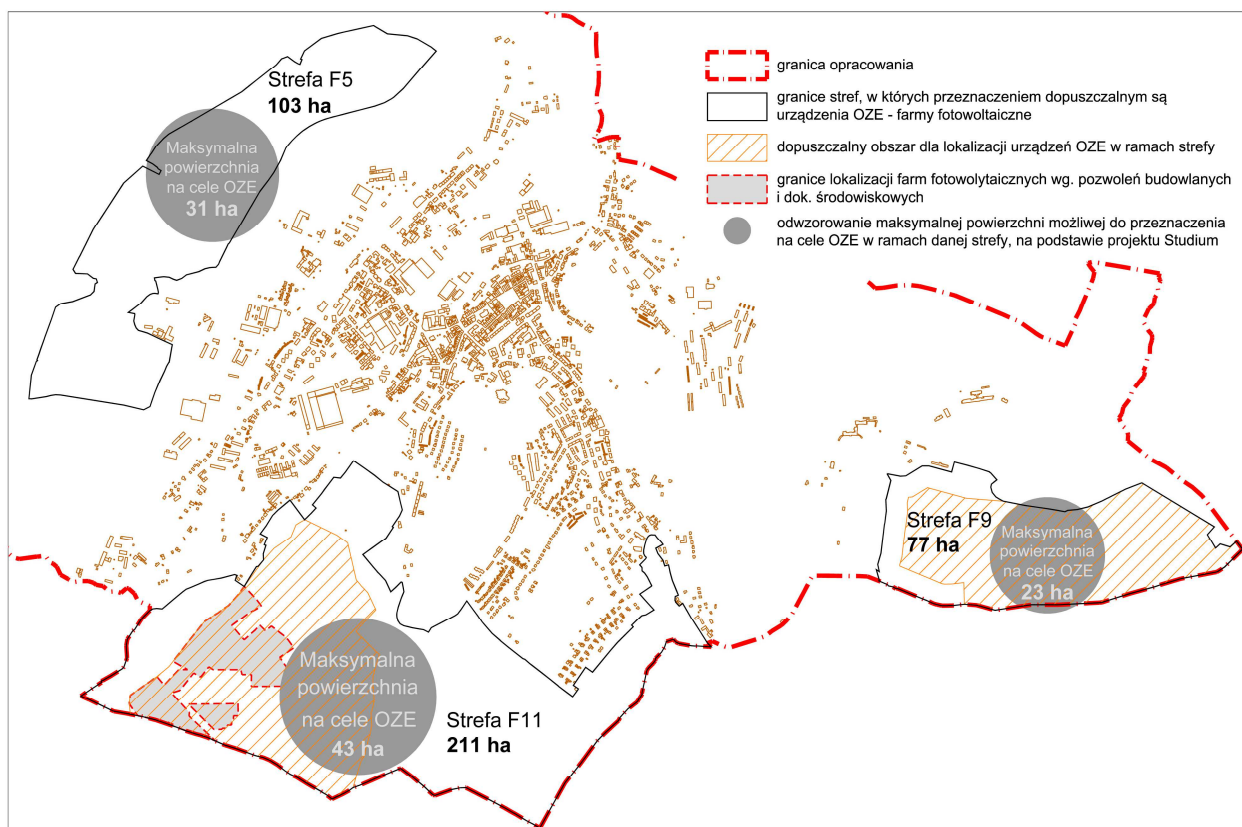 Strefa F5
103 ha
Maksymalna
powierzchnia
na cele OZE
31 ha
granica opracowania
granice stref, w których przeznaczeniem dopuszczalnym są
urządzenia OZE - farmy fotowoltaiczne
dopuszczalny obszar dla lokalizacji urządzeń OZE w ramach strefy
granice lokalizacji farm fotowolytaicznych wg. pozwoleń budowlanych
i dok. środowiskowych
odwzorowanie maksymalnej powierzchni możliwej do przeznaczenia
na cele OZE w ramach danej strefy, na podstawie projektu Studium
Strefa F9
77 ha
Maksymalna
powierzchnia
na cele OZE
23 ha
Maksymalna
powierzchnia
na cele OZE
43 ha
Strefa F11
211 ha